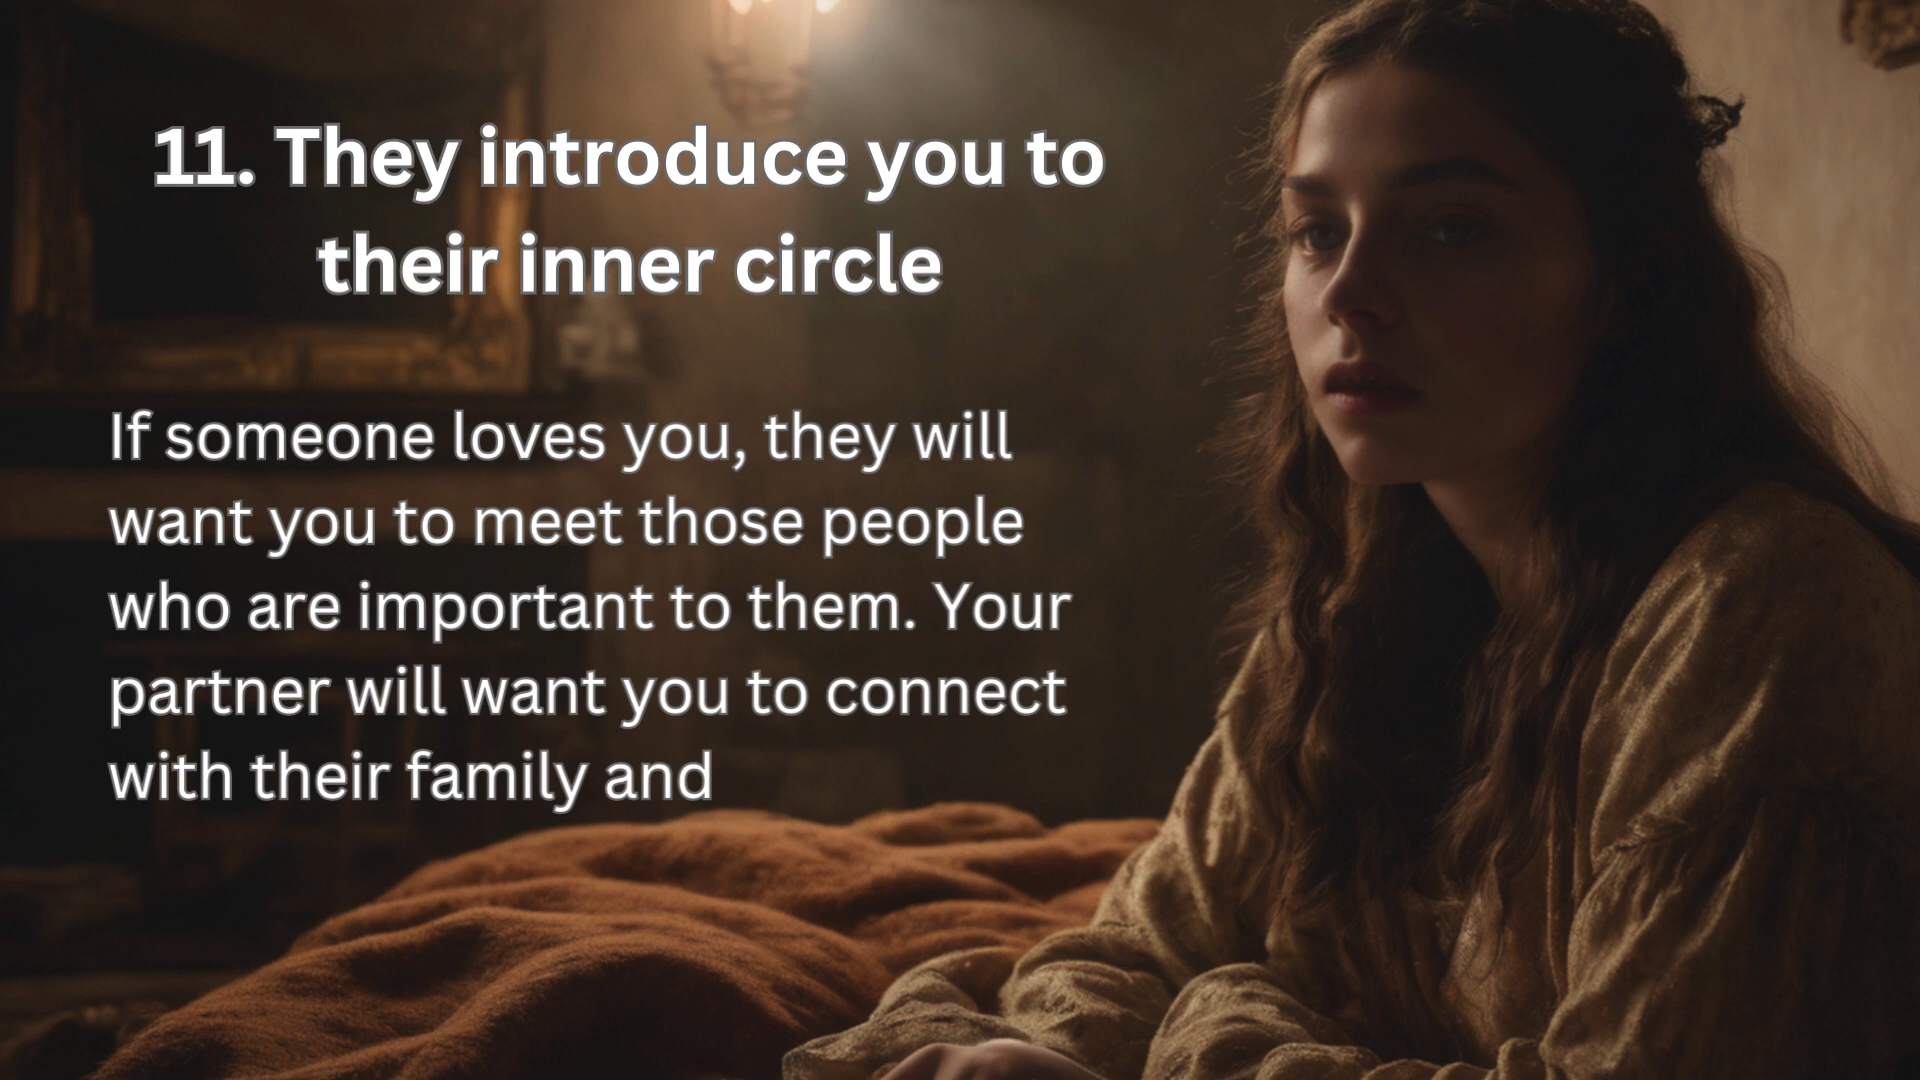 11. They introduce you to
their inner circle
If someone loves you, they will
want you to meet those people
who are important to them. Your
partner will want you to connect
with their family and